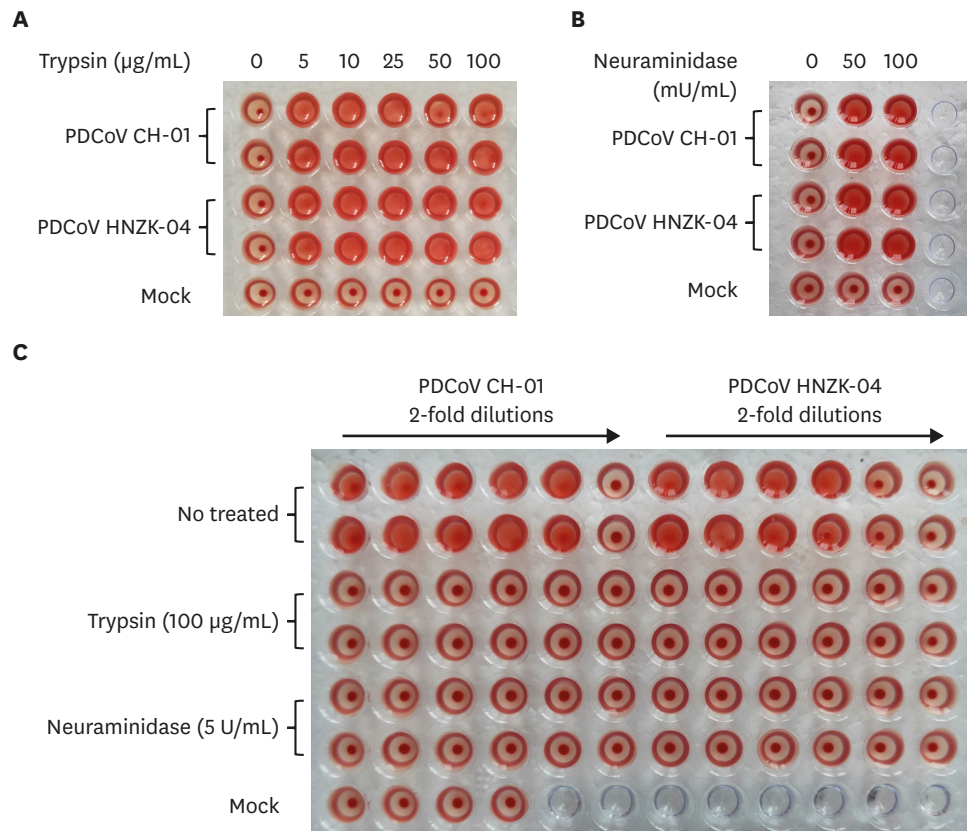 A
Trypsin (µg/mL) 0 5 10 25 50 100
PDCoV CH-01
PDCoV HNZK-04
Mock
B
Neuraminidase 0 50 100
(mU/mL)
PDCoV CH-01
PDCoV HNZK-04
Mock
C
PDCoV CH-01
2-fold dilutions
PDCoV HNZK-04
2-fold dilutions
No treated
Trypsin (100 µg/mL)
Neuraminidase (5 U/mL)
Mock